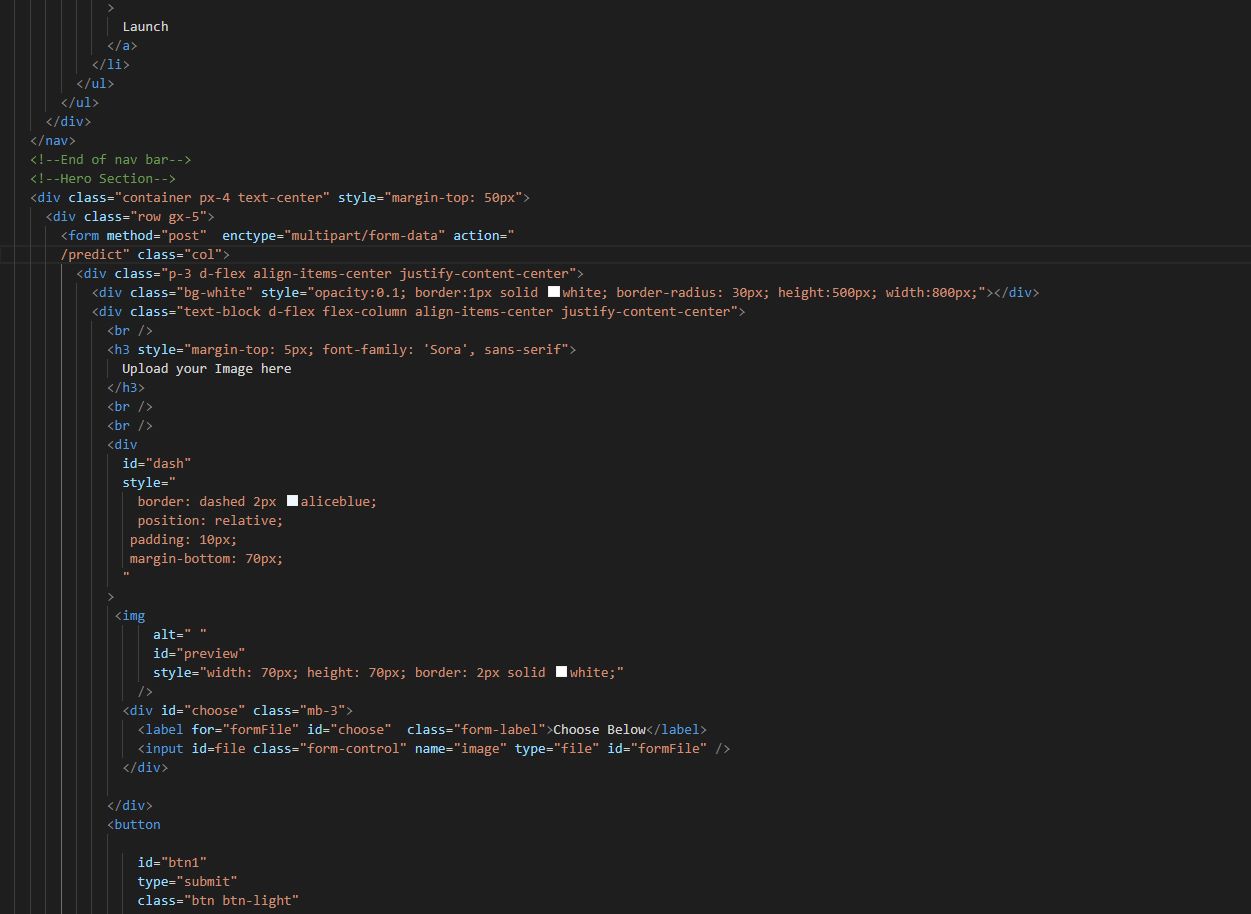 >
Launch
</a>
</li>
</ul>
</ul>
</div>
</nav>
<!--End of nav bar-->
<!--Hero Section-->
<div class="container px-4 text-center" style="margin-top: 50px">
<div class="row gx-5">
<form method="post"  enctype="multipart/form-data" action="
/predict" class="col">
<div class="p-3 d-flex align-items-center justify-content-center">
<div class="bg-white" style="opacity:0.1; border:1px solid white; border-radius: 30px; height:500px; width:800px;"></div>
<div class="text-block d-flex flex-column align-items-center justify-content-center">
<br />
<h3 style="margin-top: 5px; font-family: 'Sora', sans-serif">
Upload your Image here
</h3>
<br />
<br />
<div
id="dash"
style="
border: dashed 2px aliceblue;
position: relative;
padding: 10px;
margin-bottom: 70px;
"
>
<img
alt=" "
id="preview"
style="width: 70px; height: 70px; border: 2px solid white;"
/>
<div id="choose" class="mb-3">
<label for="formFile" id="choose"  class="form-label">Choose Below</label>
<input id=file class="form-control" name="image" type="file" id="formFile" />
</div>
</div>
<button
id="btn1"
type="submit"
class="btn btn-light"